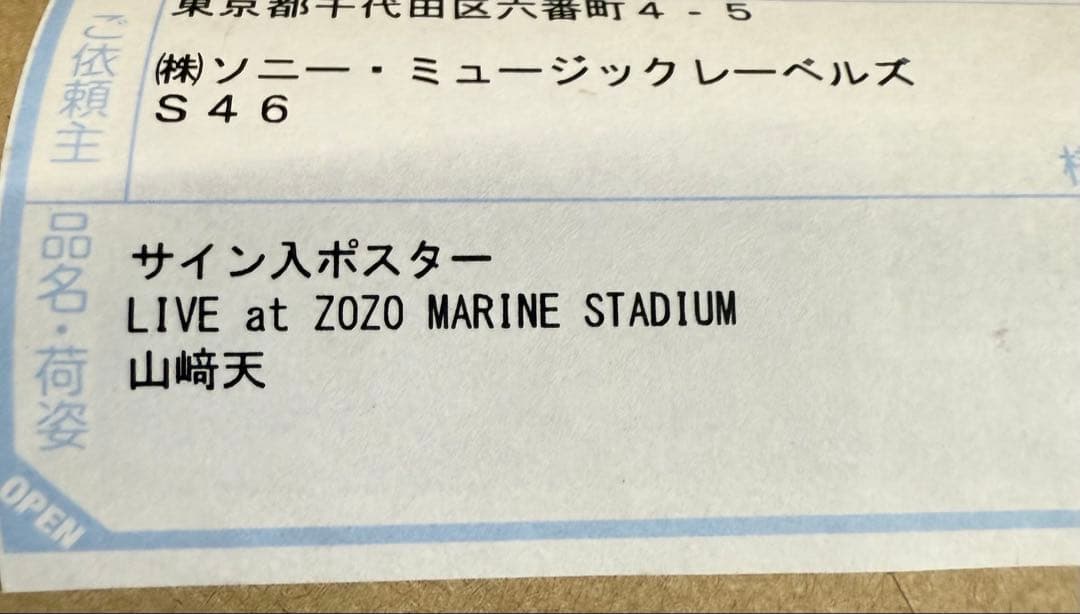 東京都千代田区六番町4-5
ご依頼主
㈱ソニー・ミュージックレーベルズ
S46
様
品名・荷姿
サイン入ポスター
LIVE at ZOZO MARINE STADIUM
山﨑天
OPEN